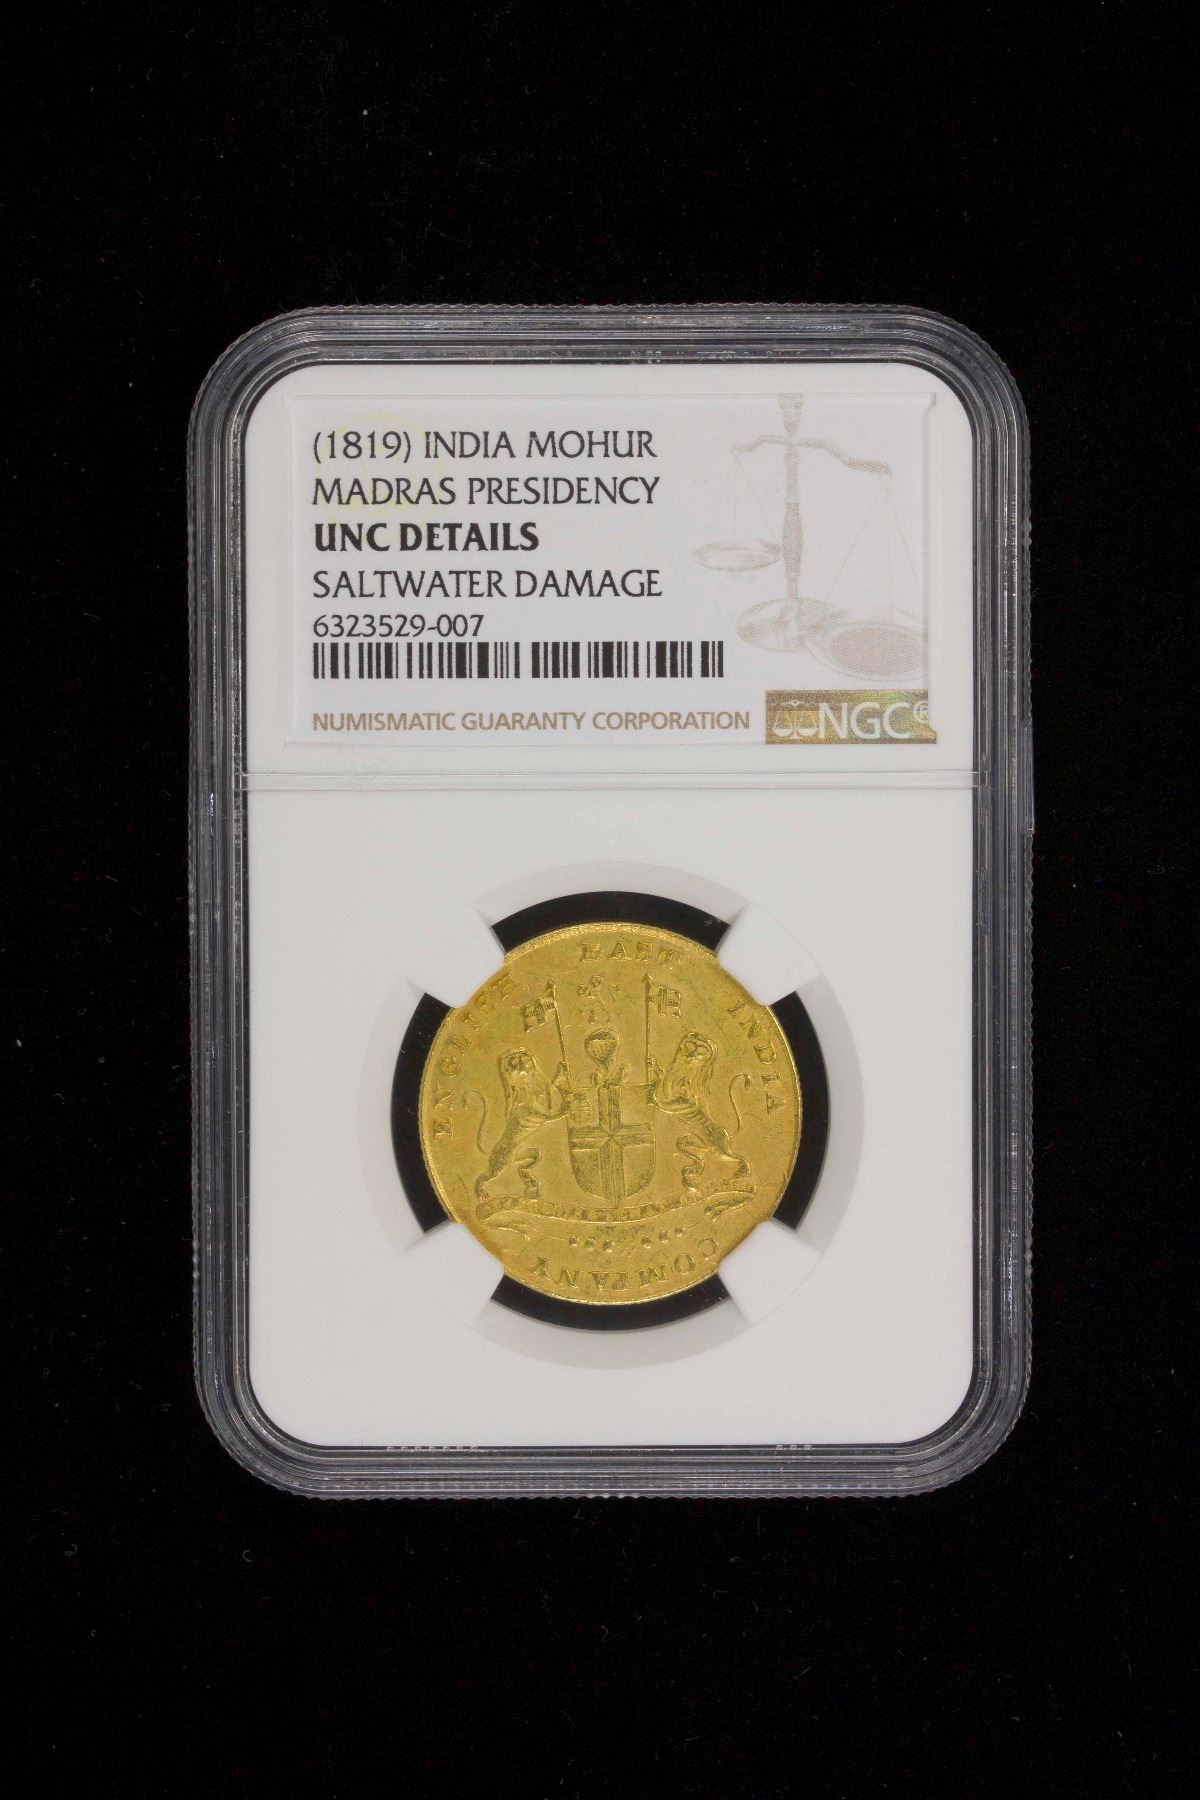 (1819) INDIA MOHUR
MADRAS PRESIDENCY
UNC DETAILS
SALTWATER DAMAGE
6323529-007
NUMISMATIC GUARANTY CORPORATION
NGC®
ENGLISH EAST INDIA
COMPANY